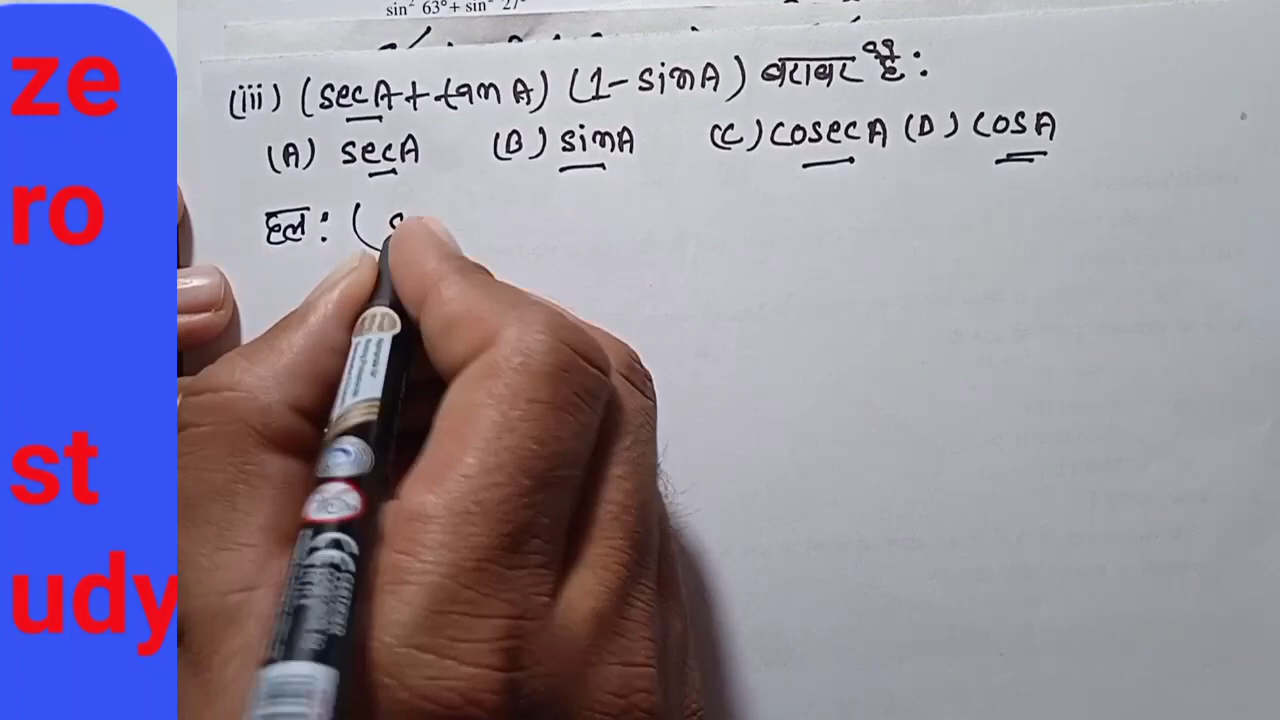 sin² 63° + sin² 27°
(iii) (secA + tanA) (1 - sinA) बराबर है :
(A) secA (B) sinA (C) cosecA (D) cosA
हल : ( s
ze
ro
st
udy